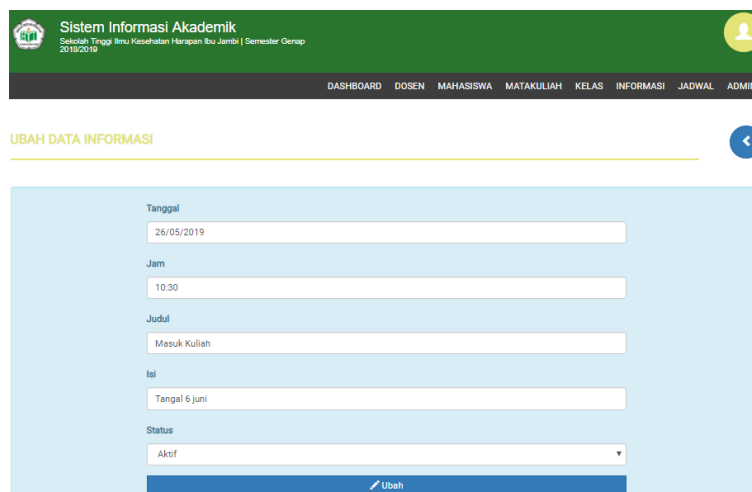 Sistem Informasi Akademik
Sekolah Tinggi Ilmu Kesehatan Harapan Ibu Jambi | Semester Genap
2018/2019
DASHBOARD DOSEN MAHASISWA MATAKULIAH KELAS INFORMASI JADWAL ADMIN
UBAH DATA INFORMASI
Tanggal
26/05/2019
Jam
10:30
Judul
Masuk Kuliah
Isi
Tangal 6 juni
Status
Aktif
Ubah